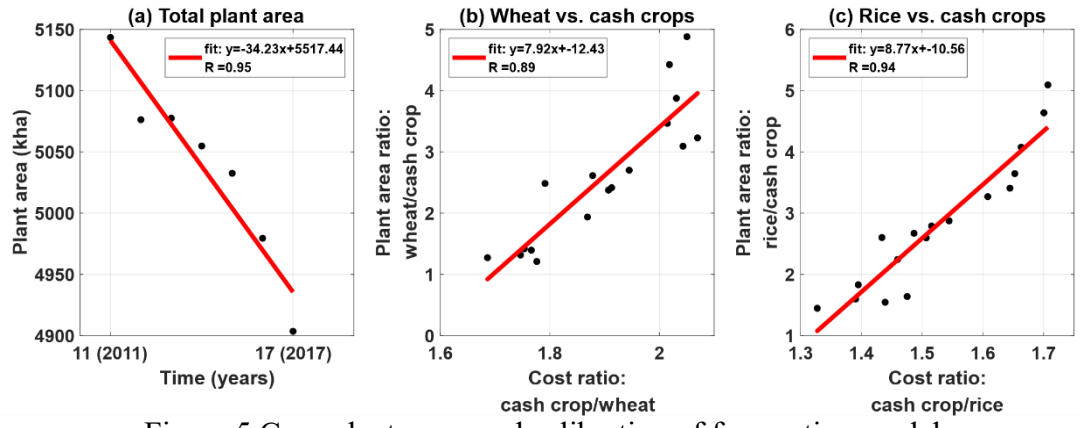 (a) Total plant area
fit: y=-34.23x+5517.44
R =0.95
5150
5100
5050
5000
4950
4900
Plant area (kha)
11 (2011)
17 (2017)
Time (years)
(b) Wheat vs. cash crops
fit: y=7.92x+-12.43
R =0.89
5
4
3
2
1
0
Plant area ratio:
wheat/cash crop
1.6
1.8
2
Cost ratio:
cash crop/wheat
(c) Rice vs. cash crops
fit: y=8.77x+-10.56
R =0.94
6
5
4
3
2
1
Plant area ratio:
rice/cash crop
1.3
1.4
1.5
1.6
1.7
Cost ratio:
cash crop/rice